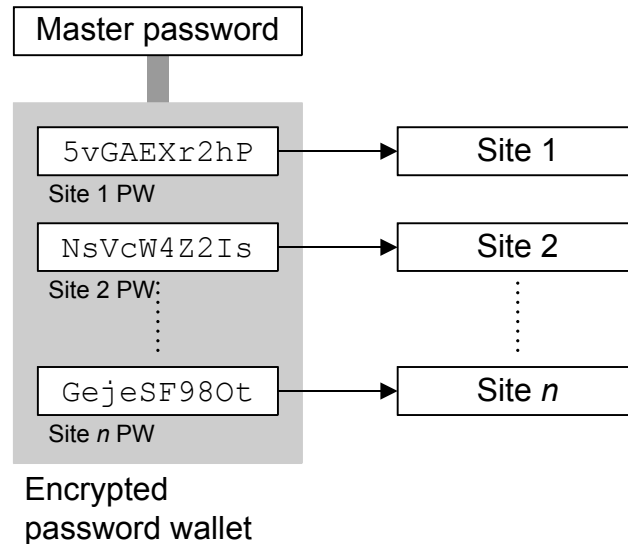 Master password
5vGAEXr2hP
Site 1
Site 1 PW
NsVcW4Z2Is
Site 2
Site 2 PW
GejeSF98Ot
Site n
Site n PW
Encrypted
password wallet